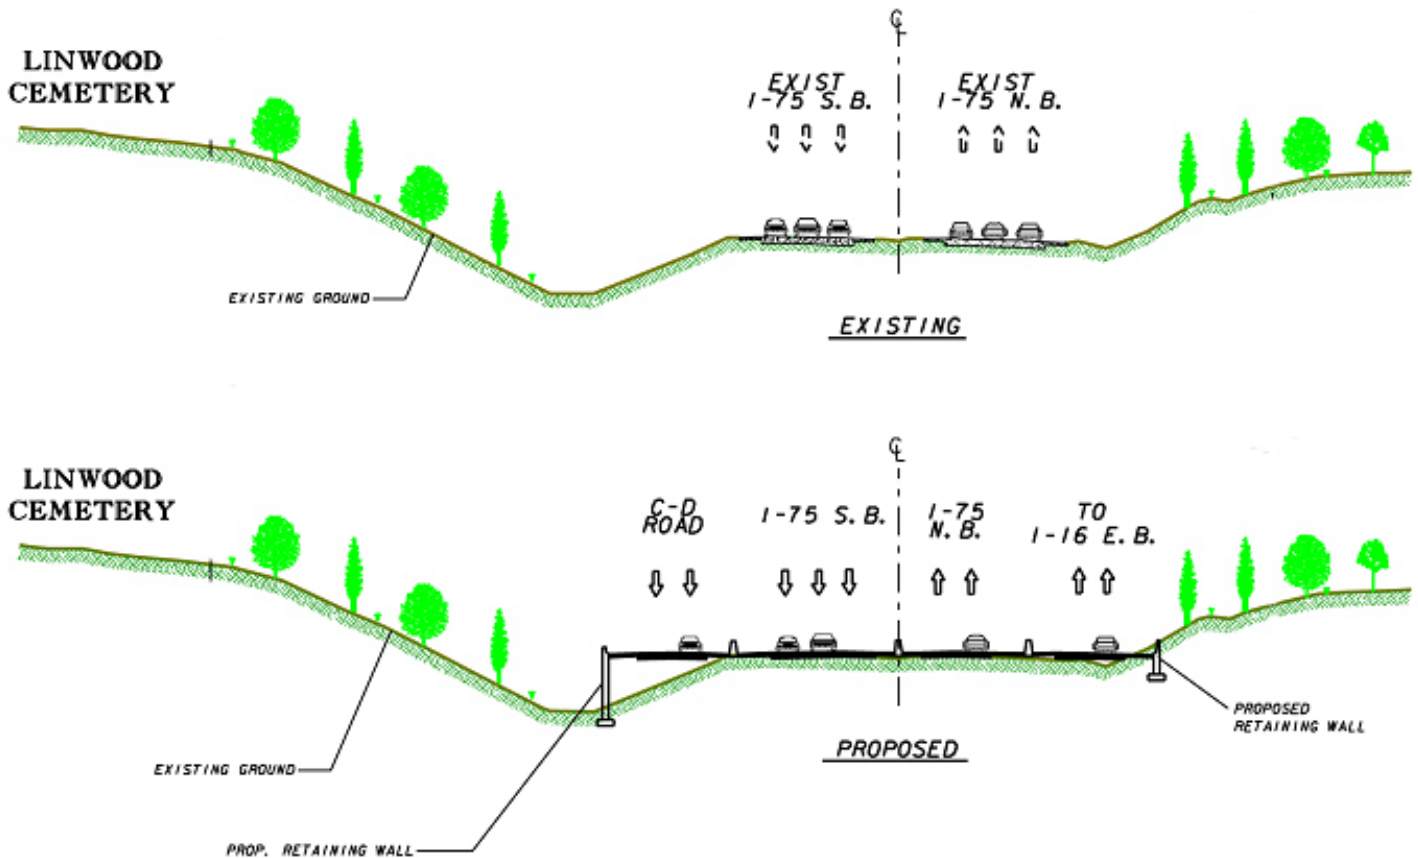 LINWOOD
CEMETERY
EXIST
I-75 S.B.
EXIST
I-75 N.B.
EXISTING GROUND
EXISTING
LINWOOD
CEMETERY
C-D
ROAD
I-75 S.B.
I-75
N.B.
TO
I-16 E.B.
EXISTING GROUND
PROP. RETAINING WALL
PROPOSED
PROPOSED
RETAINING WALL